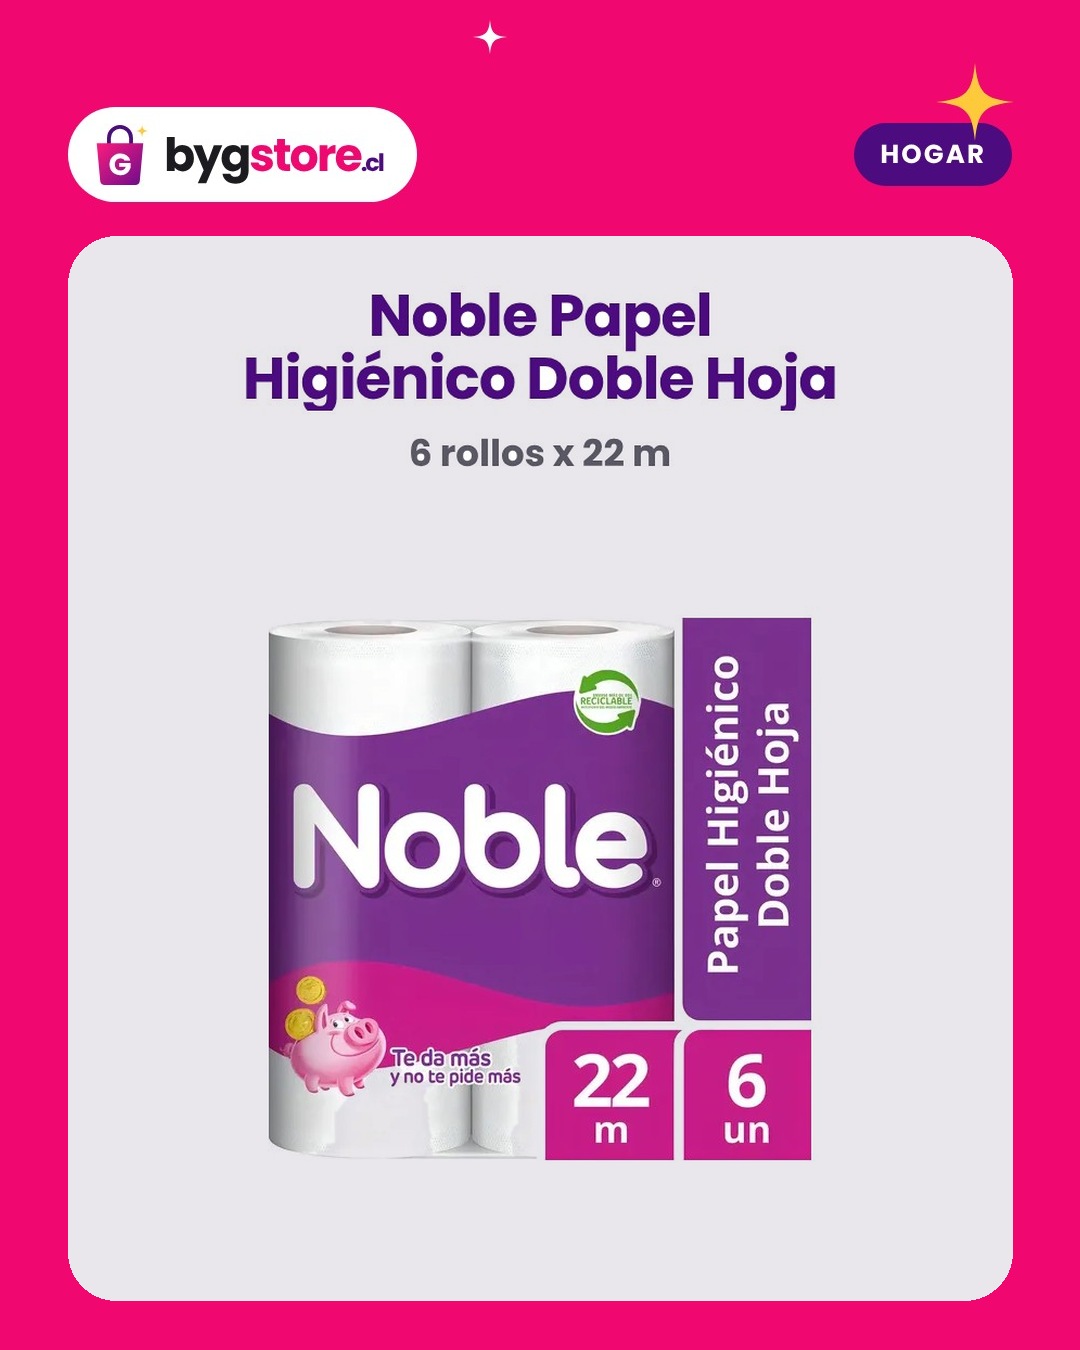 G
bygstore.cl
HOGAR
Noble Papel
Higiénico Doble Hoja
6 rollos x 22 m
RECICLABLE
Noble®
Te da más
y no te pide más
Papel Higiénico
Doble Hoja
22
m
6
un